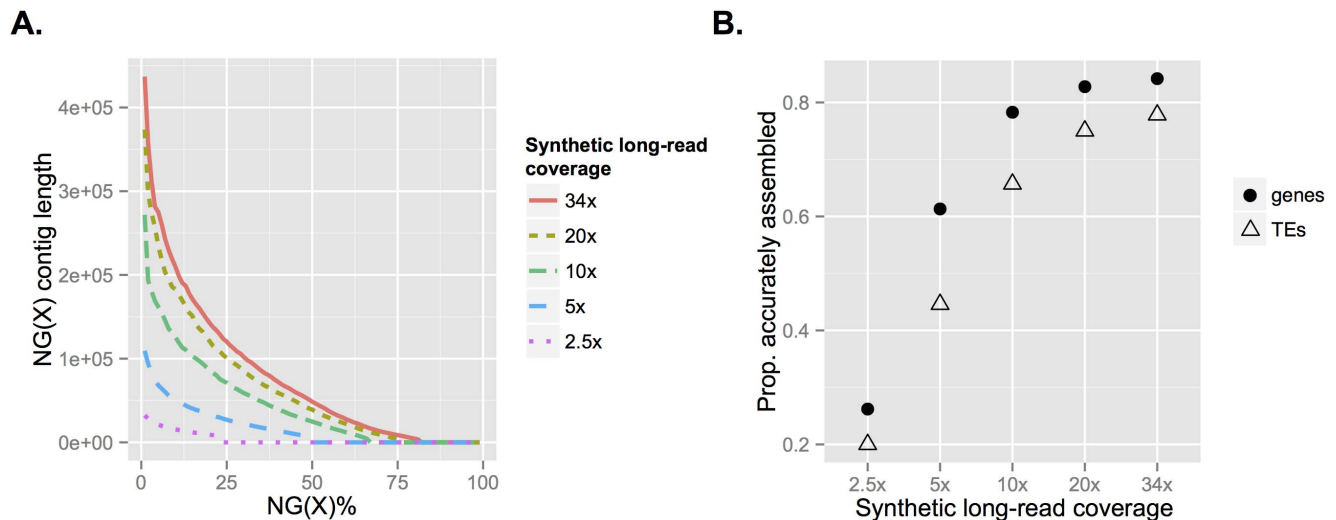 A.
NG(X) contig length
4e+05
3e+05
2e+05
1e+05
0e+00
0
25
50
75
100
NG(X)%
Synthetic long-read
coverage
34x
20x
10x
5x
2.5x
B.
Prop. accurately assembled
0.8
0.6
0.4
0.2
2.5x
5x
10x
20x
34x
Synthetic long-read coverage
genes
TEs